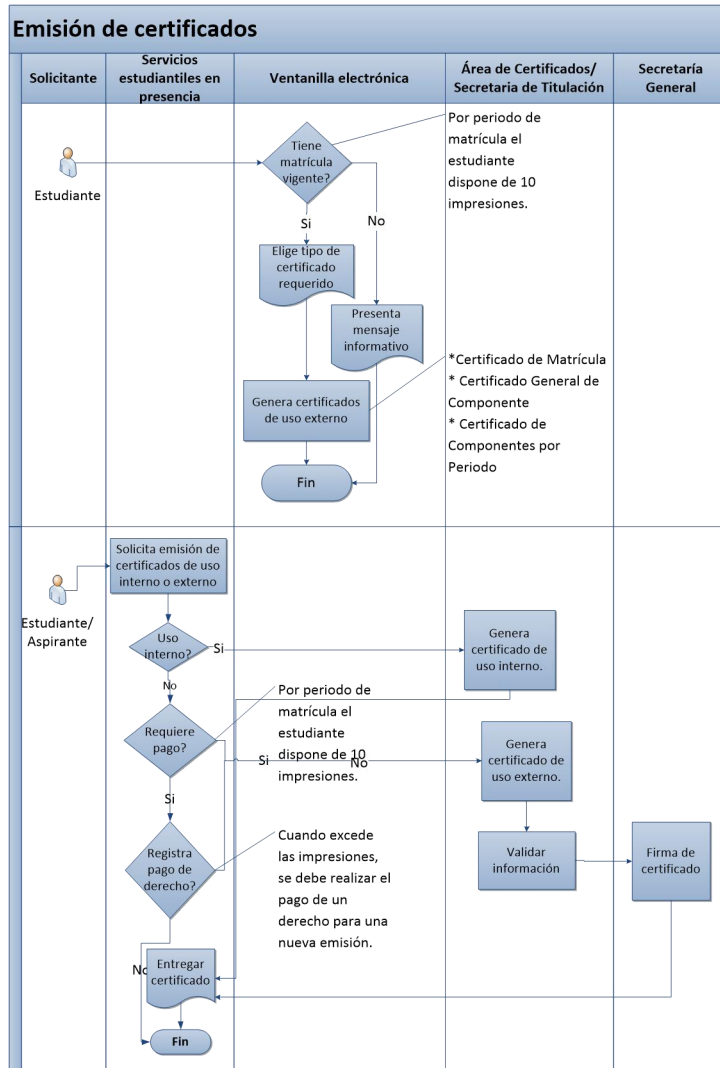 Emisión de certificados
Solicitante
Servicios
estudiantiles en
presencia
Ventanilla electrónica
Área de Certificados/
Secretaria de Titulación
Secretaría
General
Estudiante
Tiene
matrícula
vigente?
Por periodo de
matrícula el
estudiante
dispone de 10
impresiones.
Si
No
Elige tipo de
certificado
requerido
Presenta
mensaje
informativo
Genera certificados
de uso externo
*Certificado de Matrícula
* Certificado General de
Componente
* Certificado de
Componentes por
Periodo
Fin
Solicita emisión de
certificados de uso
interno o externo
Estudiante/
Aspirante
Uso
interno?
Si
Genera
certificado de
uso interno.
No
Requiere
pago?
Por periodo de
matrícula el
estudiante
dispone de 10
impresiones.
Si
No
Genera
certificado de
uso externo.
Si
Registra
pago de
derecho?
Cuando excede
las impresiones,
se debe realizar el
pago de un
derecho para una
nueva emisión.
Validar
información
Firma de
certificado
No
Entregar
certificado
Fin